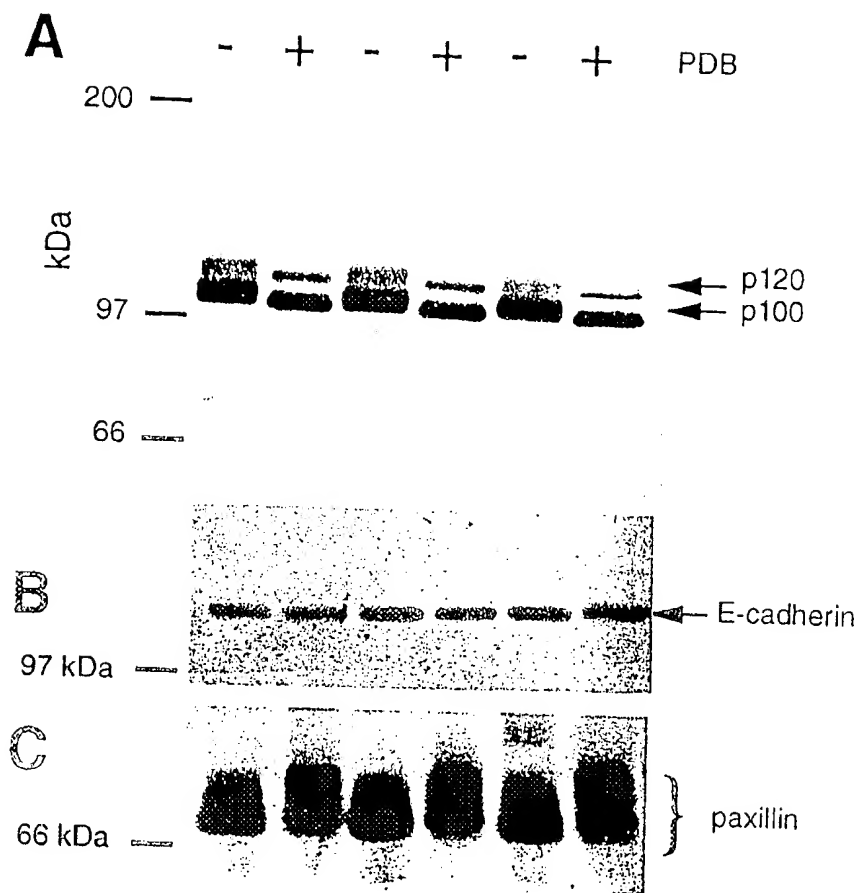 A
- + - + - + PDB
200
kDa
p120
97
p100
66
B
E-cadherin
97 kDa
C
paxillin
66 kDa